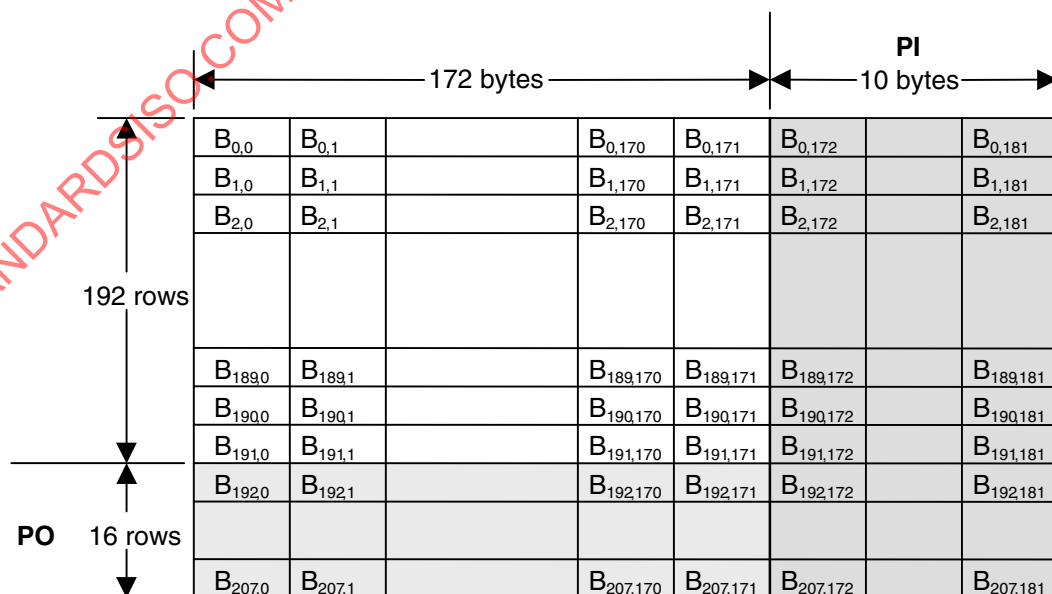 PI
172 bytes 10 bytes
B0,0 B0,1 B0,170 B0,171 B0,172 B0,181
B1,0 B1,1 B1,170 B1,171 B1,172 B1,181
B2,0 B2,1 B2,170 B2,171 B2,172 B2,181
192 rows
B189,0 B189,1 B189,170 B189,171 B189,172 B189,181
B190,0 B190,1 B190,170 B190,171 B190,172 B190,181
B191,0 B191,1 B191,170 B191,171 B191,172 B191,181
B192,0 B192,1 B192,170 B192,171 B192,172 B192,181
PO 16 rows
B207,0 B207,1 B207,170 B207,171 B207,172 B207,181
NDARDSISO.COM